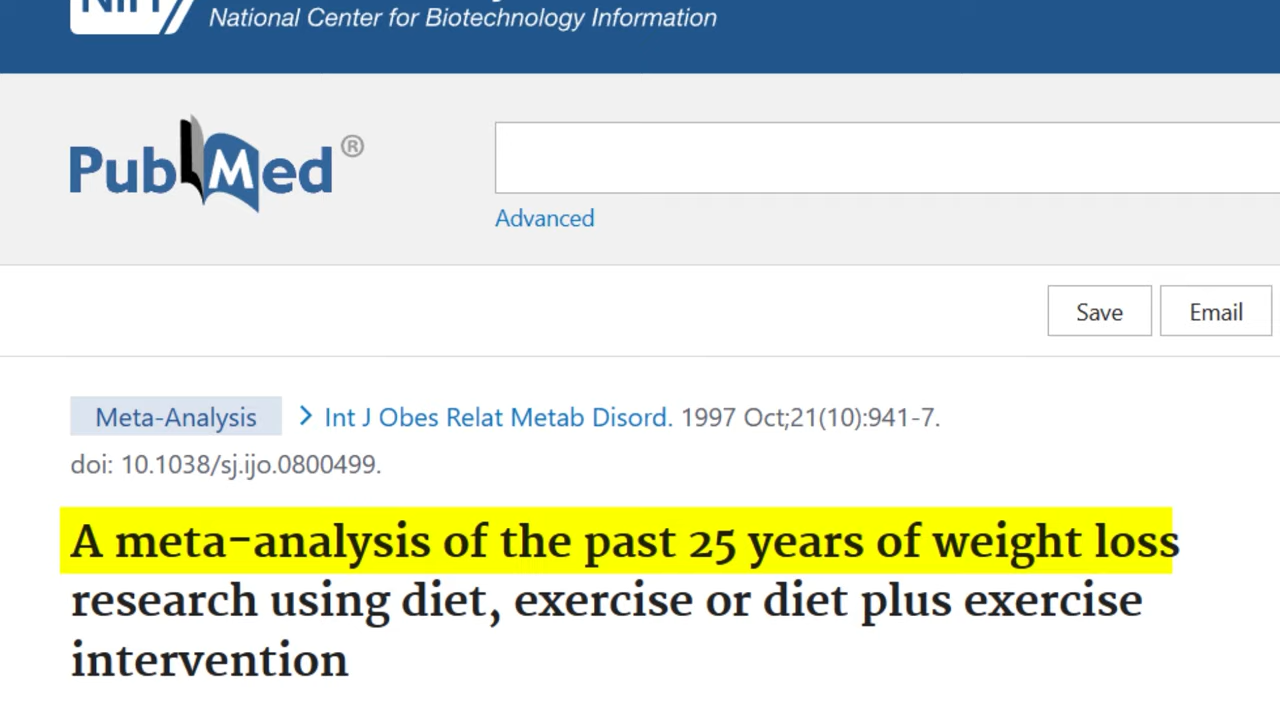 National Center for Biotechnology Information
PubMed®
Advanced
Save
Email
Meta-Analysis > Int J Obes Relat Metab Disord. 1997 Oct;21(10):941-7.
doi: 10.1038/sj.ijo.0800499.
A meta-analysis of the past 25 years of weight loss
research using diet, exercise or diet plus exercise
intervention